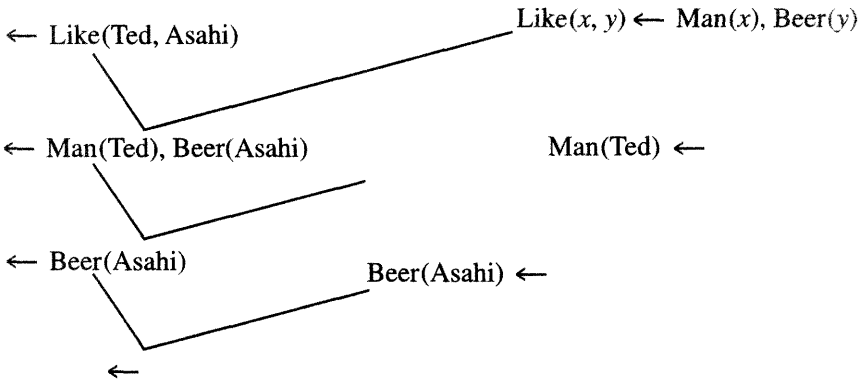 ← Like(Ted, Asahi)
Like(x, y) ← Man(x), Beer(y)
← Man(Ted), Beer(Asahi)
Man(Ted) ←
← Beer(Asahi)
Beer(Asahi) ←
←